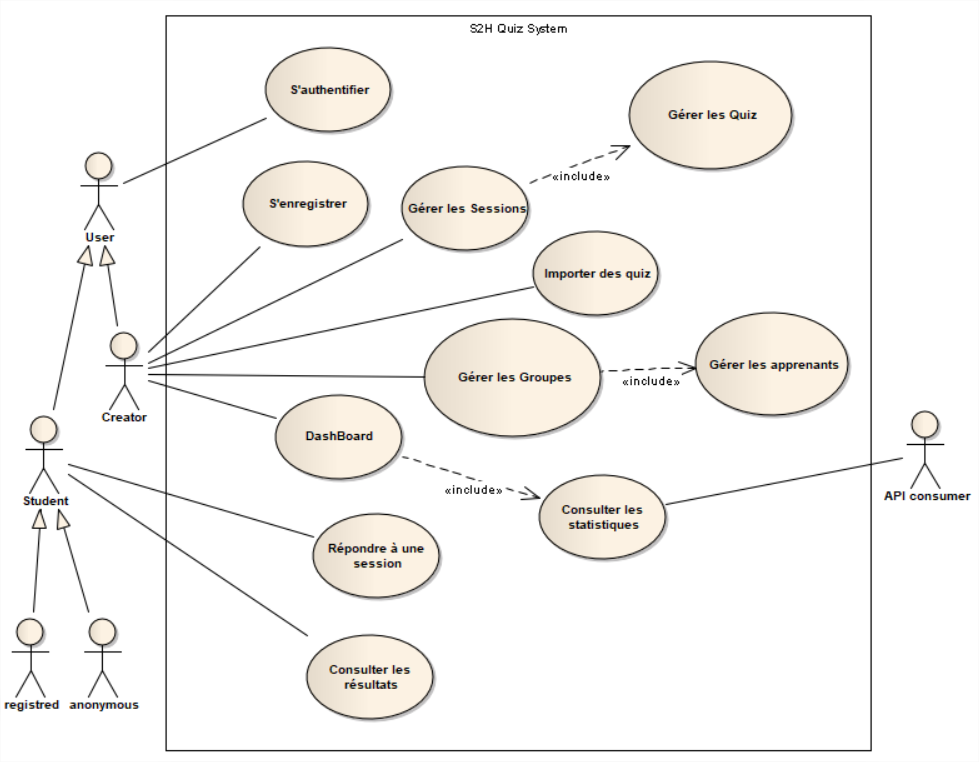 S2H Quiz System
S'authentifier
Gérer les Quiz
«include»
S'enregistrer
Gérer les Sessions
User
Importer des quiz
Gérer les Groupes
«include»
Gérer les apprenants
Creator
DashBoard
«include»
Consulter les
statistiques
API consumer
Student
Répondre à une
session
Consulter les
résultats
registred
anonymous